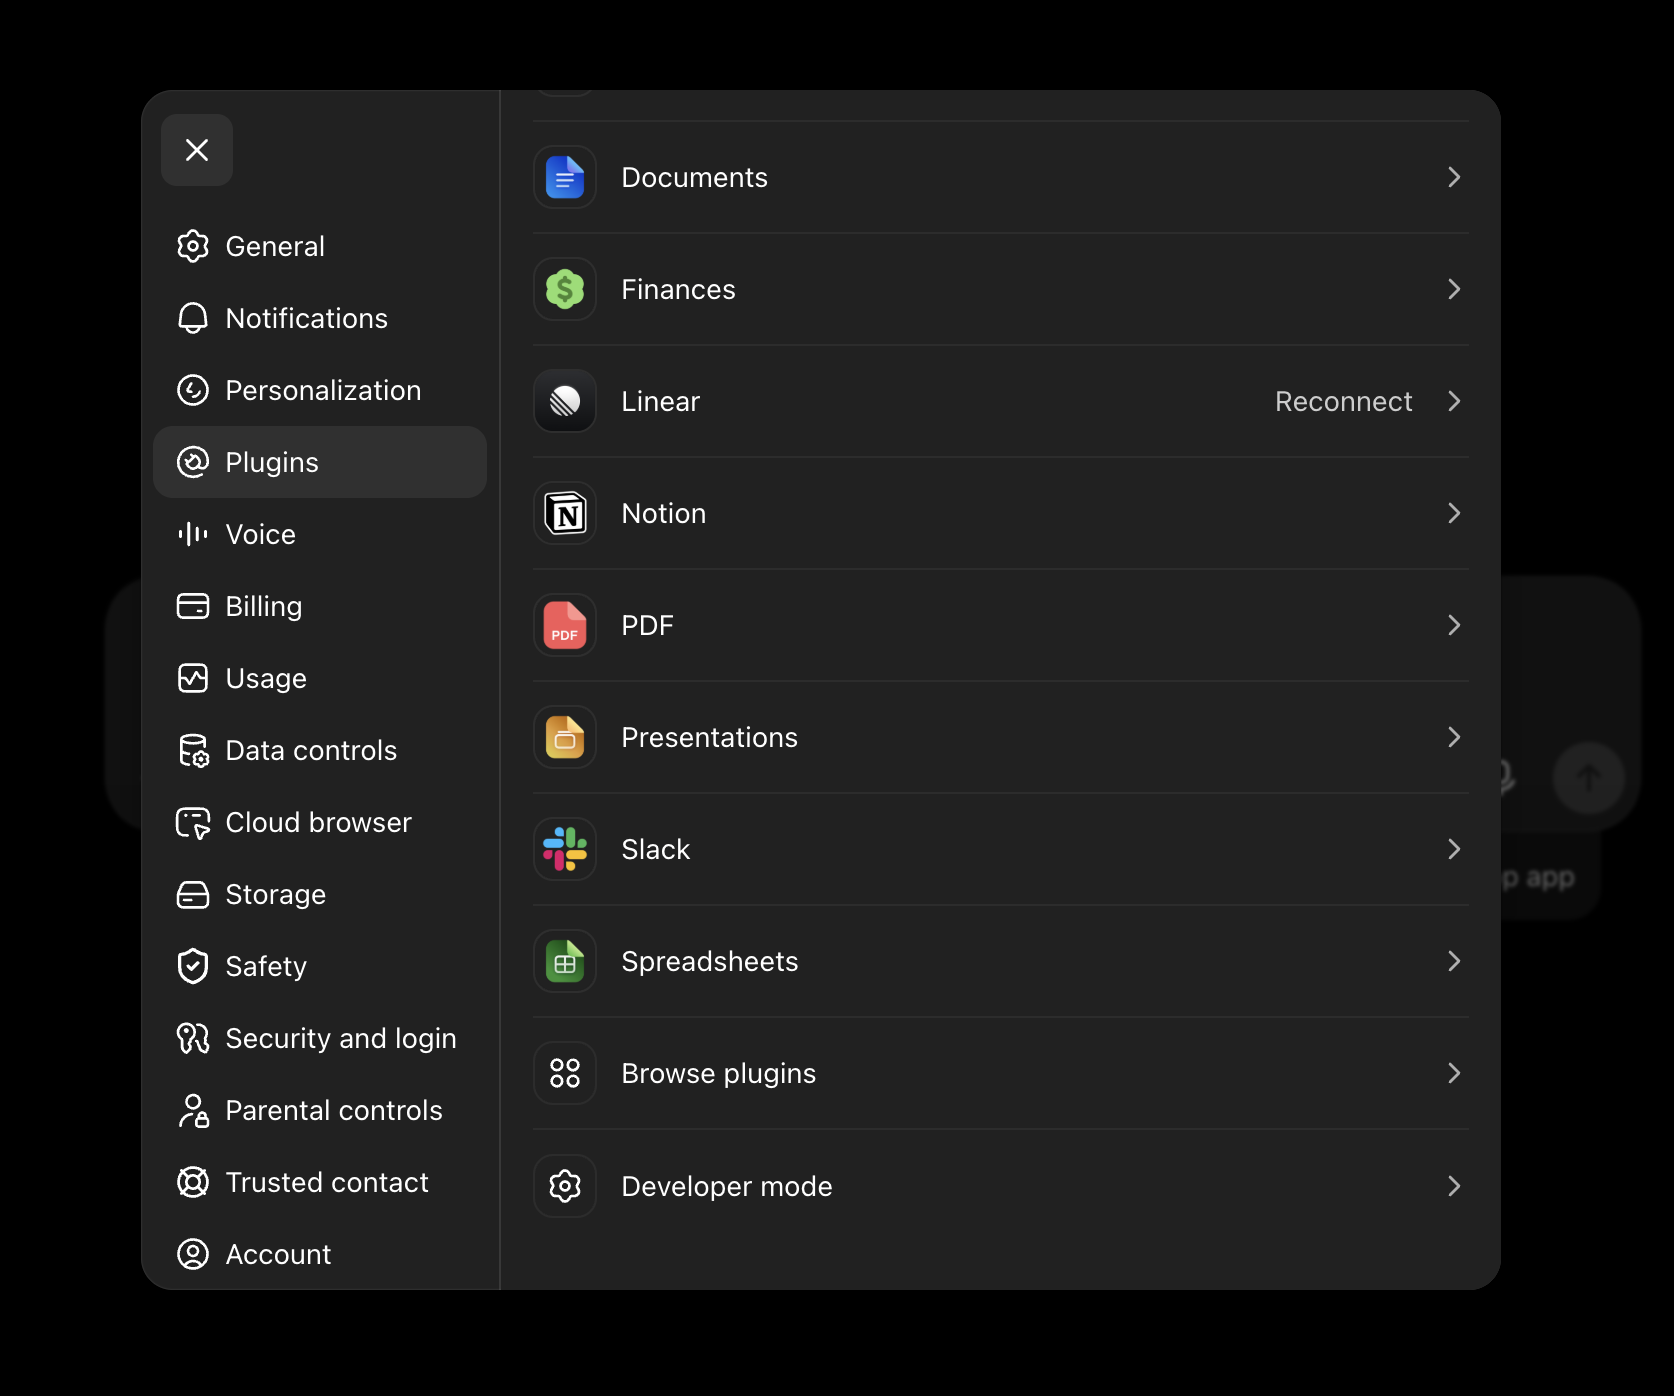 General
Notifications
Personalization
Plugins
Voice
Billing
Usage
Data controls
Cloud browser
Storage
Safety
Security and login
Parental controls
Trusted contact
Account
Documents
Finances
Linear
Reconnect
Notion
PDF
PDF
Presentations
Slack
Spreadsheets
Browse plugins
Developer mode
app